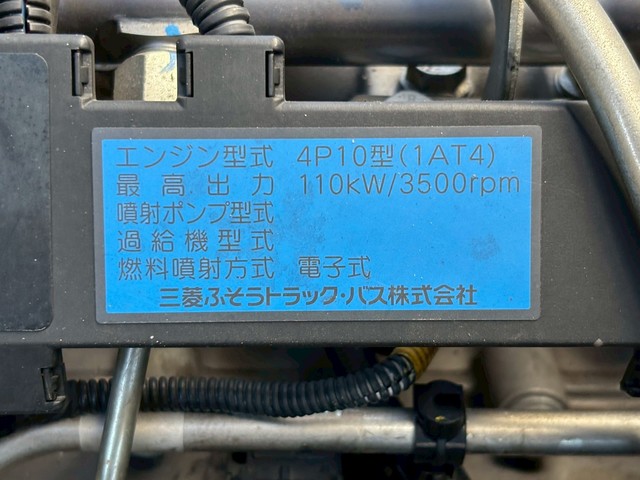 エンジン型式 4P10型(1AT4)
最高出力 110kW/3500rpm
噴射ポンプ型式
過給機型式
燃料噴射方式 電子式
三菱ふそうトラック・バス株式会社